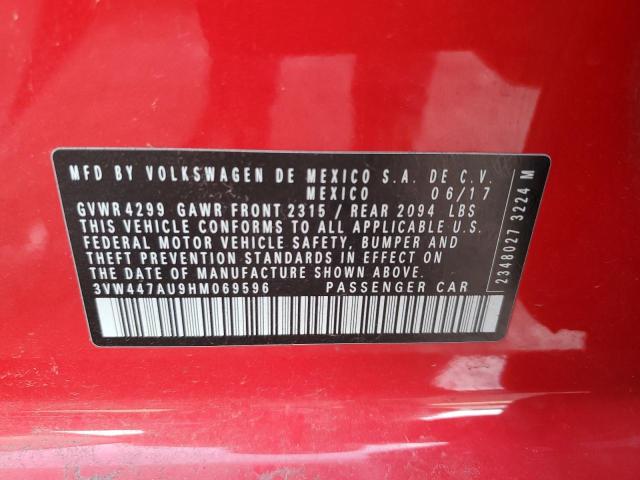 MFD BY VOLKSWAGEN DE MEXICO S.A. DE C.V.
MEXICO 06/17
GVWR 4299 GAWR FRONT 2315 / REAR 2094 LBS
THIS VEHICLE CONFORMS TO ALL APPLICABLE U.S.
FEDERAL MOTOR VEHICLE SAFETY, BUMPER AND
THEFT PREVENTION STANDARDS IN EFFECT ON
THE DATE OF MANUFACTURE SHOWN ABOVE.
3VW447AU9HM069596 PASSENGER CAR
2348027 3224 M